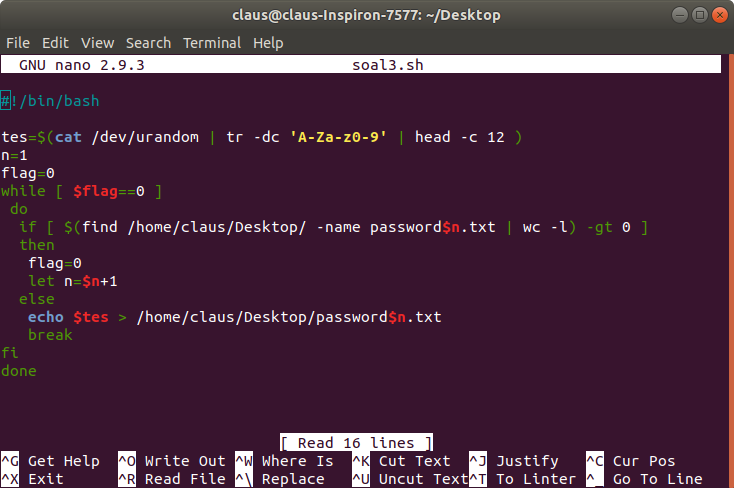 claus@claus-Inspiron-7577: ~/Desktop
File Edit View Search Terminal Help
GNU nano 2.9.3 soal3.sh
#!/bin/bash
tes=$(cat /dev/urandom | tr -dc 'A-Za-z0-9' | head -c 12 )
n=1
flag=0
while [ $flag==0 ]
do
if [ $(find /home/claus/Desktop/ -name password$n.txt | wc -l) -gt 0 ]
then
flag=0
let n=$n+1
else
echo $tes > /home/claus/Desktop/password$n.txt
break
fi
done
[ Read 16 lines ]
^G Get Help ^O Write Out ^W Where Is ^K Cut Text ^J Justify ^C Cur Pos
^X Exit ^R Read File ^\ Replace ^U Uncut Text ^T To Linter ^_ Go To Line